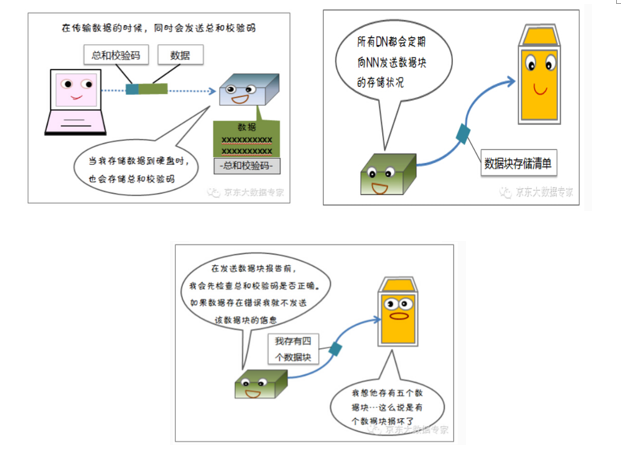 在传输数据的时候，同时会发送总和校验码
总和校验码
数据
数据
XXXXXXXXXX
XXXXXXXXXX
-总和校验码-
当我存储数据到硬盘时，
也会存储总和校验码
京东大数据专家
所有DN都会定期
向NN发送数据块
的存储状况
数据块存储清单
京东大数据专家
在发送数据块报告前，
我会先检查总和校验码是否正确。
如果数据存在错误我就不发送
该数据块的信息
我存有四
个数据块
我想他存有五个数
据块…这么说是有
个数据块损坏了
京东大数据专家